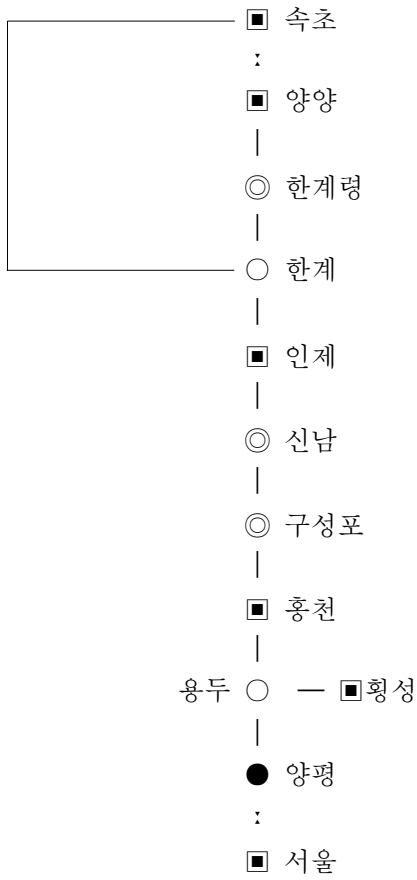 ▣ 속초
:
▣ 양양
|
◎ 한계령
|
○ 한계
|
▣ 인제
|
◎ 신남
|
◎ 구성포
|
▣ 홍천
|
용두 ○ — ▣횡성
|
● 양평
:
▣ 서울